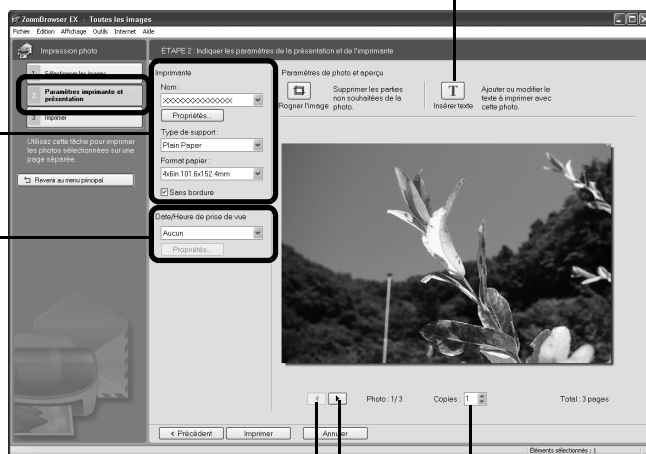 ZoomBrowser EX - Toutes les images
Fichier Édition Affichage Outils Internet Aide
Impression photo
ÉTAPE 2 : Indiquer les paramètres de la présentation et de l'imprimante
1. Sélectionner les images
2. Paramètres imprimante et
présentation
3. Imprimer
Utilisez cette tâche pour imprimer
les photos sélectionnées sur une
page séparée.
Revenir au menu principal
Imprimante
Nom :
XXXXXXXXXXXXX
Propriétés...
Type de support :
Plain Paper
Format papier :
4x6in 101.6x152.4mm
Sans bordure
Date/Heure de prise de vue
Aucun
Propriétés...
Paramètres de photo et aperçu
Rogner l'image
Supprimer les parties
non souhaitées de la
photo.
T
Insérer texte
Ajouter ou modifier le
texte à imprimer avec
cette photo.
Photo : 1/3
Copies : 1
Total : 3 pages
< Précédent
Imprimer
Annuler
Éléments sélectionnés : 1